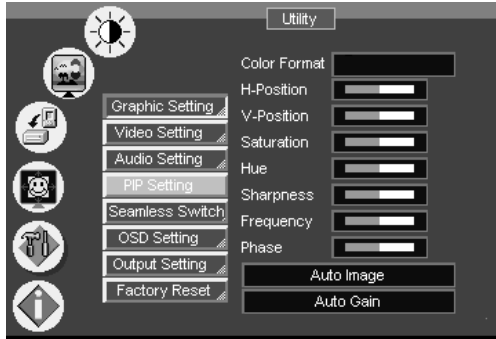 Utility
Color Format
H-Position
V-Position
Saturation
Hue
Sharpness
Frequency
Phase
Auto Image
Auto Gain
Graphic Setting
Video Setting
Audio Setting
PIP Setting
Seamless Switch
OSD Setting
Output Setting
Factory Reset